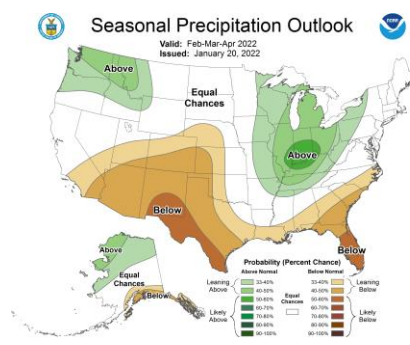 Seasonal Precipitation Outlook
Valid: Feb-Mar-Apr 2022
Issued: January 20, 2022
Above
Equal
Chances
Above
Below
Below
Above
Equal
Chances
Below
Probability (Percent Chance)
Above Normal Below Normal
Leaning
Above
33-40%
40-50%
50-60%
60-70%
70-80%
80-90%
90-100%
Likely
Above
Equal
Chances
33-40%
40-50%
50-60%
60-70%
70-80%
80-90%
90-100%
Leaning
Below
Likely
Below